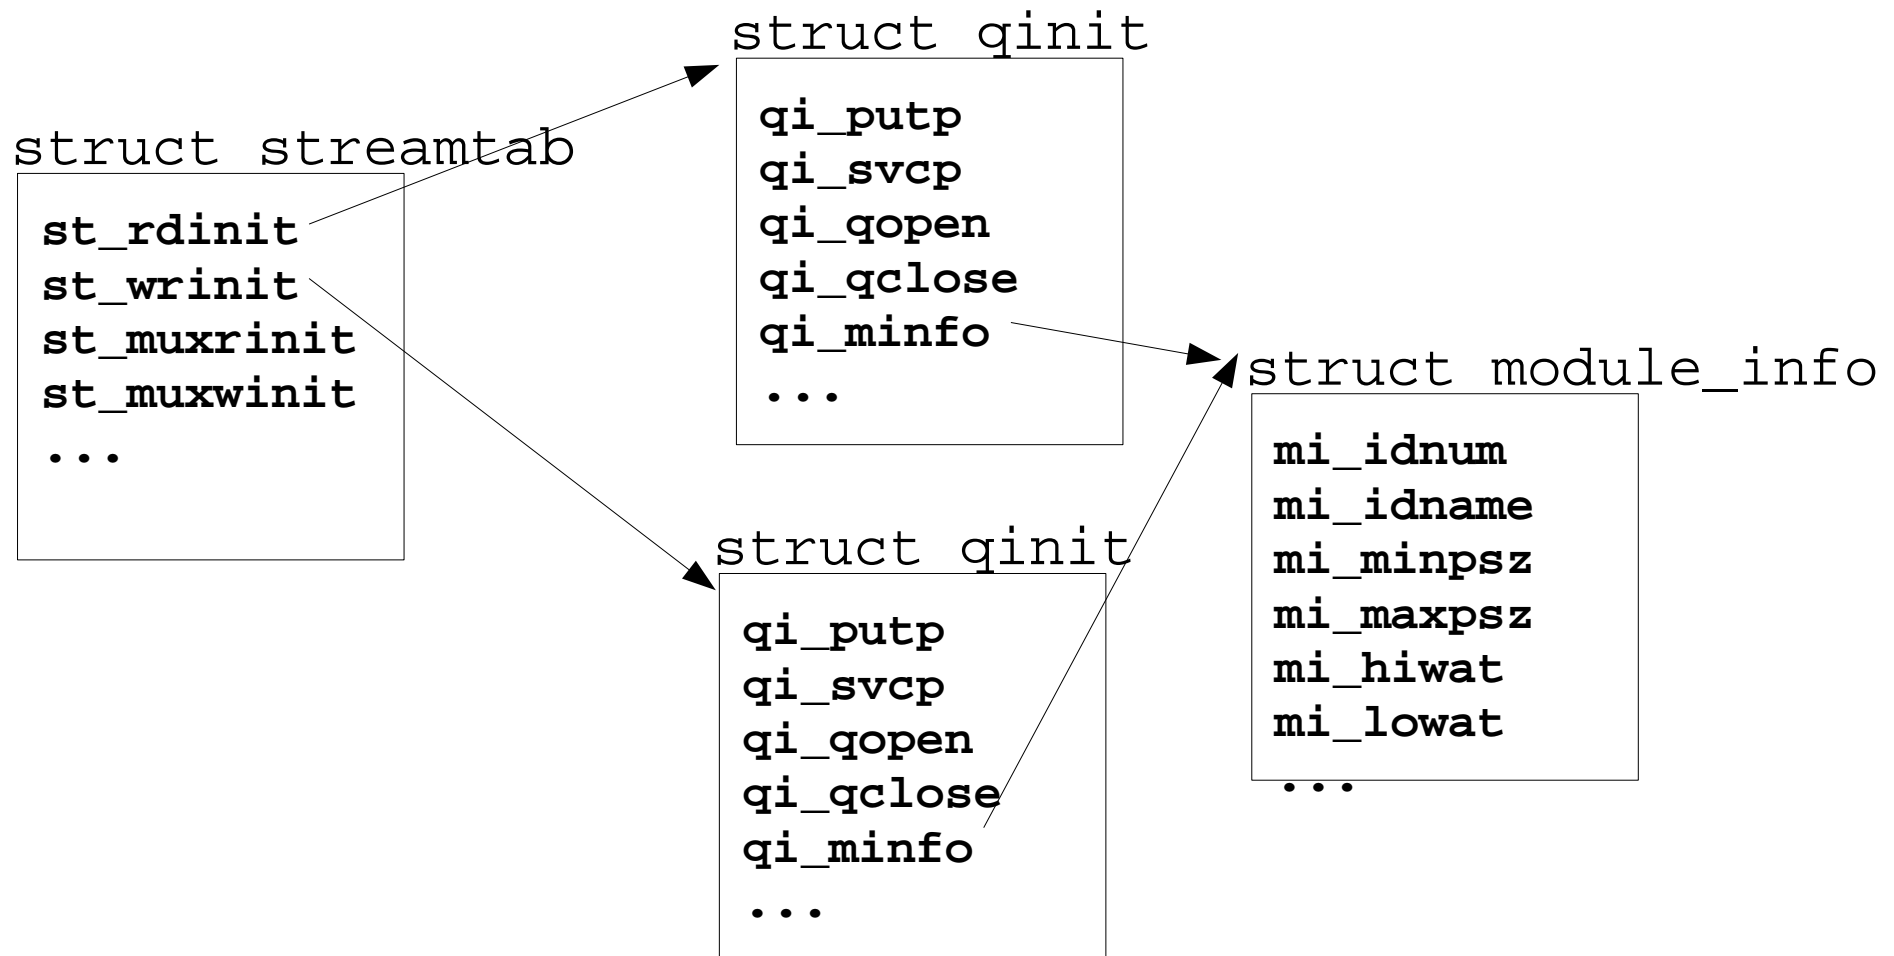 struct streamtab
st_rdinit
st_wrinit
st_muxrinit
st_muxwinit
...
struct qinit
qi_putp
qi_svcp
qi_qopen
qi_qclose
qi_minfo
...
struct qinit
qi_putp
qi_svcp
qi_qopen
qi_qclose
qi_minfo
...
struct module_info
mi_idnum
mi_idname
mi_minpsz
mi_maxpsz
mi_hiwat
mi_lowat
...